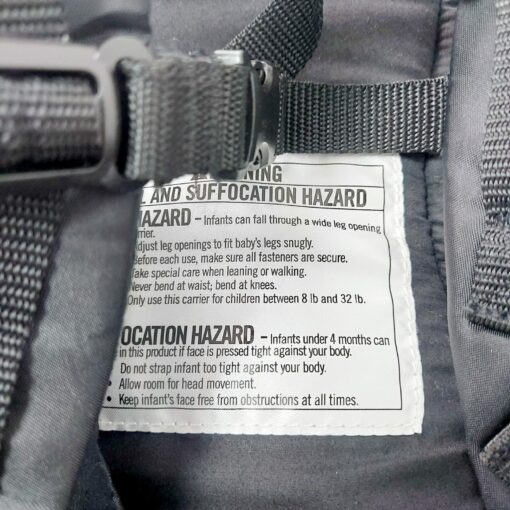 NING
L AND SUFFOCATION HAZARD
HAZARD – Infants can fall through a wide leg opening
rier.
djust leg openings to fit baby's legs snugly.
Before each use, make sure all fasteners are secure.
Take special care when leaning or walking.
Never bend at waist; bend at knees.
Only use this carrier for children between 8 lb and 32 lb.
OCATION HAZARD – Infants under 4 months can
in this product if face is pressed tight against your body.
Do not strap infant too tight against your body.
• Allow room for head movement.
• Keep infant's face free from obstructions at all times.